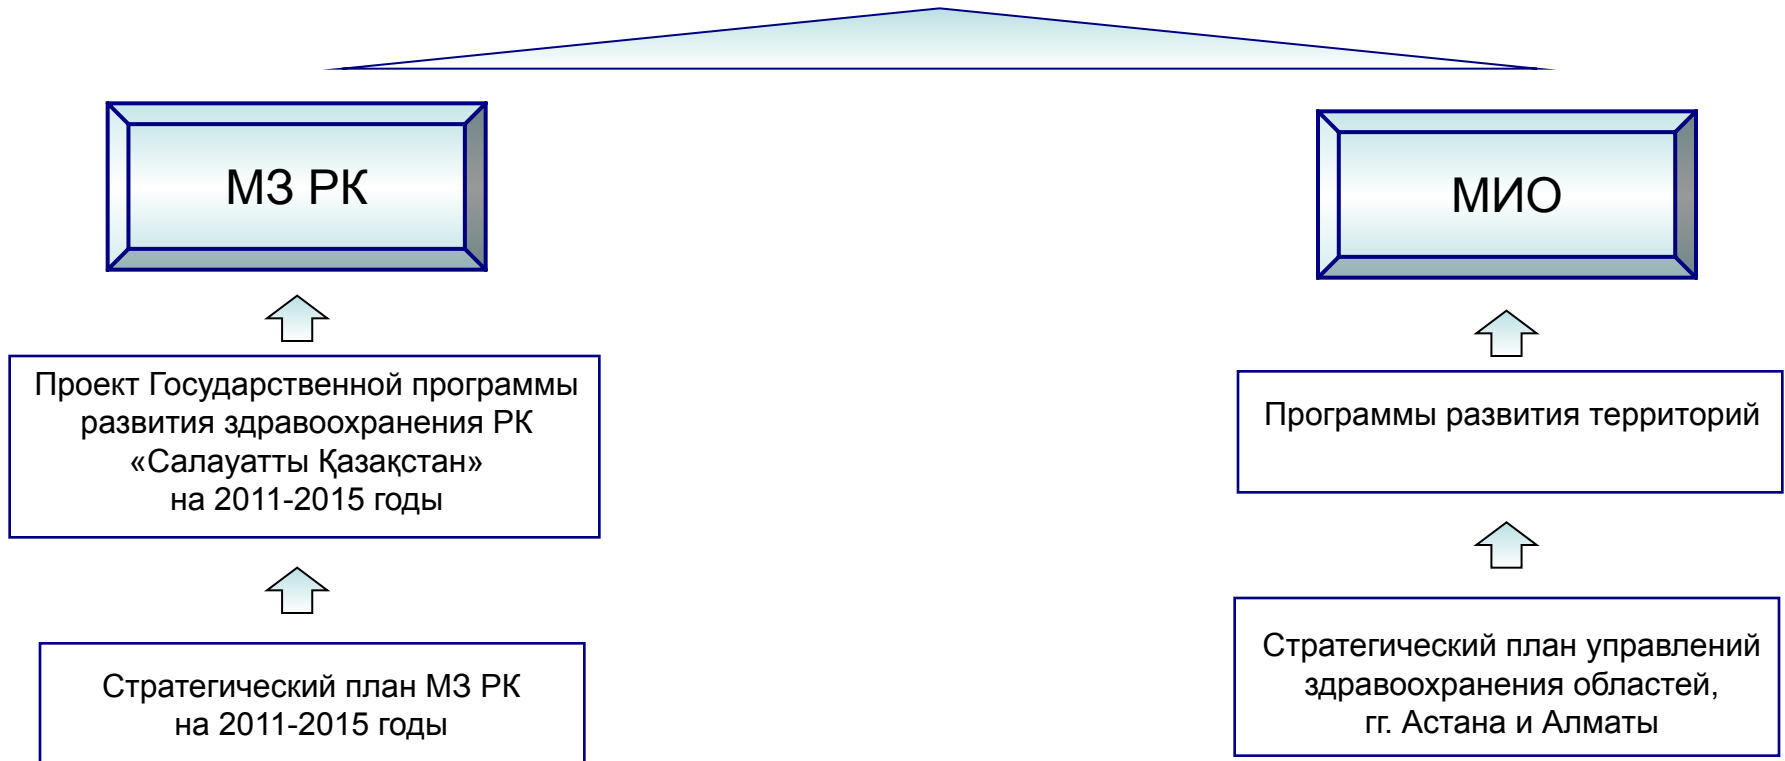 МЗ РК
МИО
Проект Государственной программы
развития здравоохранения РК
«Салауатты Қазақстан»
на 2011-2015 годы
Программы развития территорий
Стратегический план МЗ РК
на 2011-2015 годы
Стратегический план управлений
здравоохранения областей,
гг. Астана и Алматы